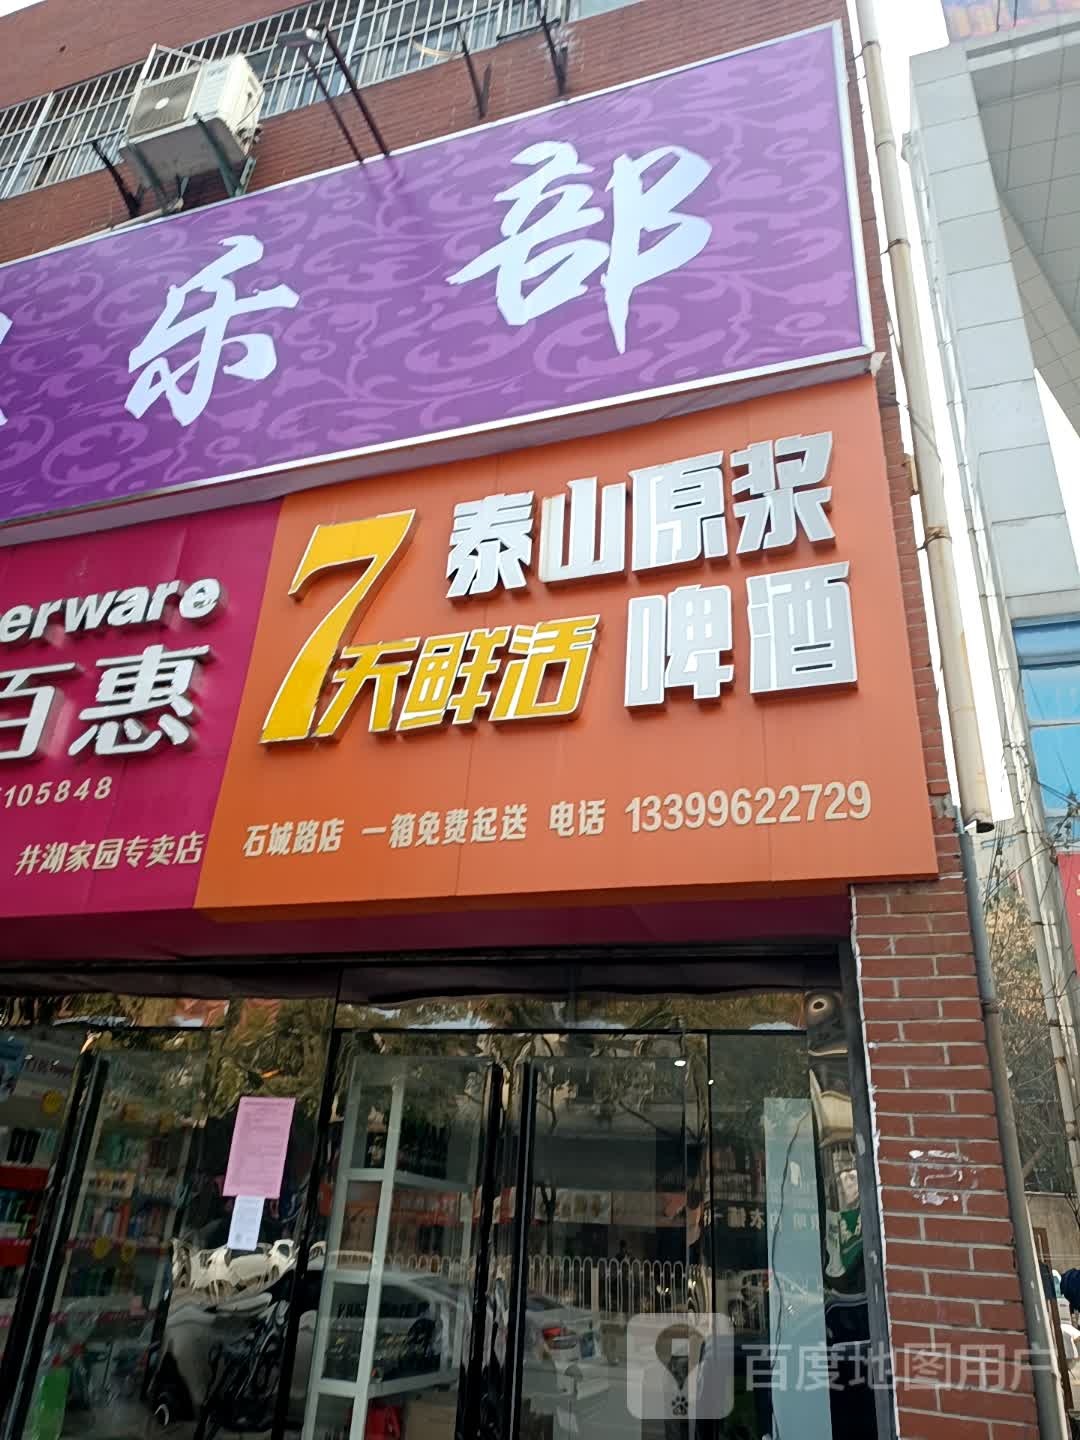 乐部
erware
百惠
105848
井湖家园专卖店
泰山原浆
7天鲜活 啤酒
石城路店 一箱免费起送 电话 13399622729
百度地图用户